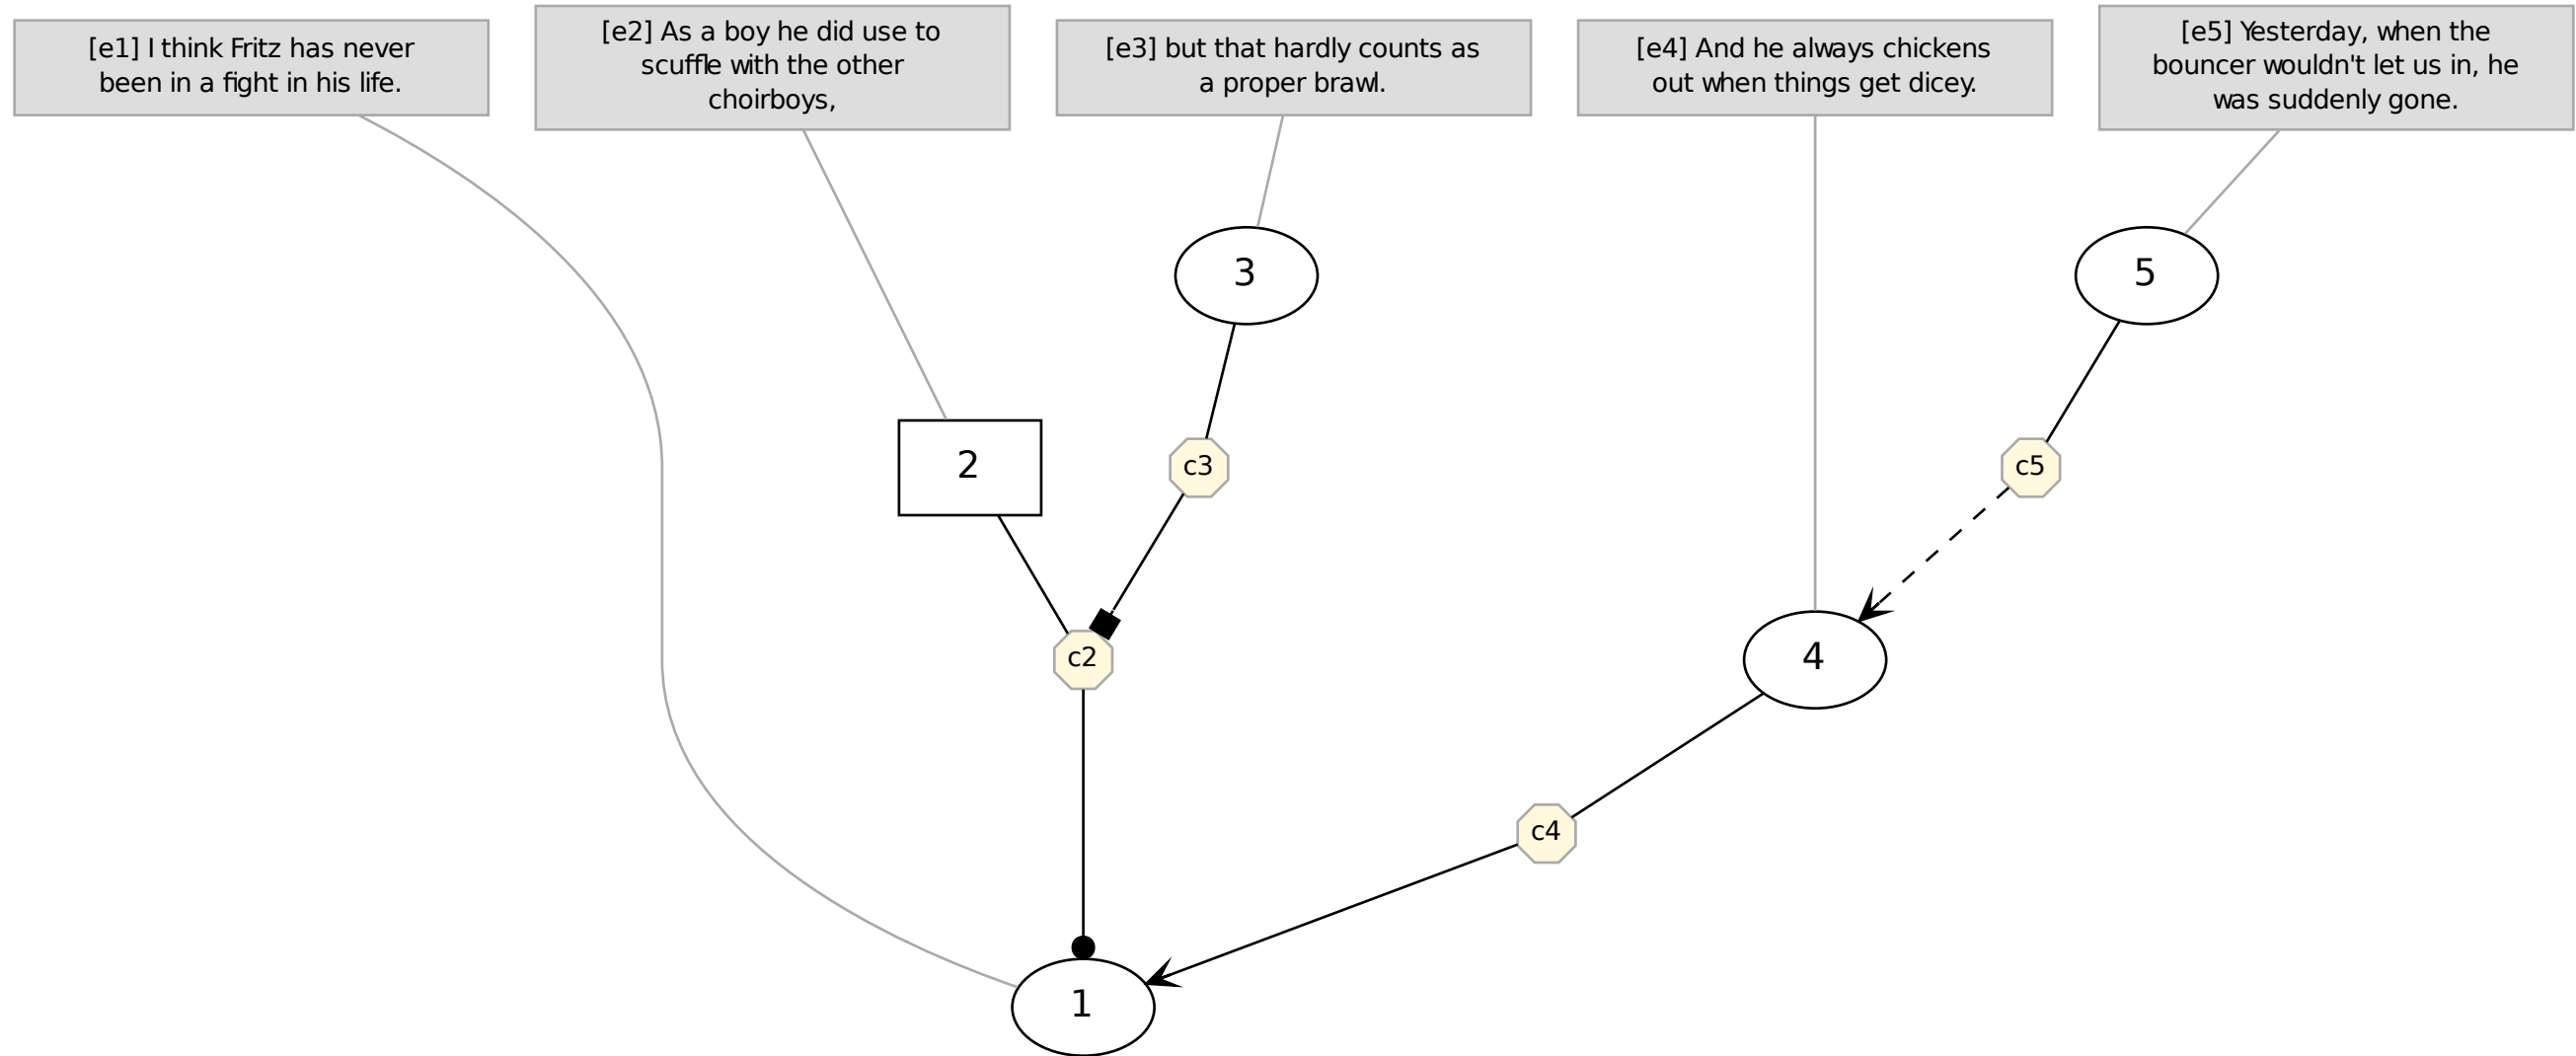 [e1] I think Fritz has never
been in a fight in his life.
[e2] As a boy he did use to
scuffle with the other
choirboys,
[e3] but that hardly counts as
a proper brawl.
[e4] And he always chickens
out when things get dicey.
[e5] Yesterday, when the
bouncer wouldn't let us in, he
was suddenly gone.
3
5
2
c3
c5
c2
4
c4
1